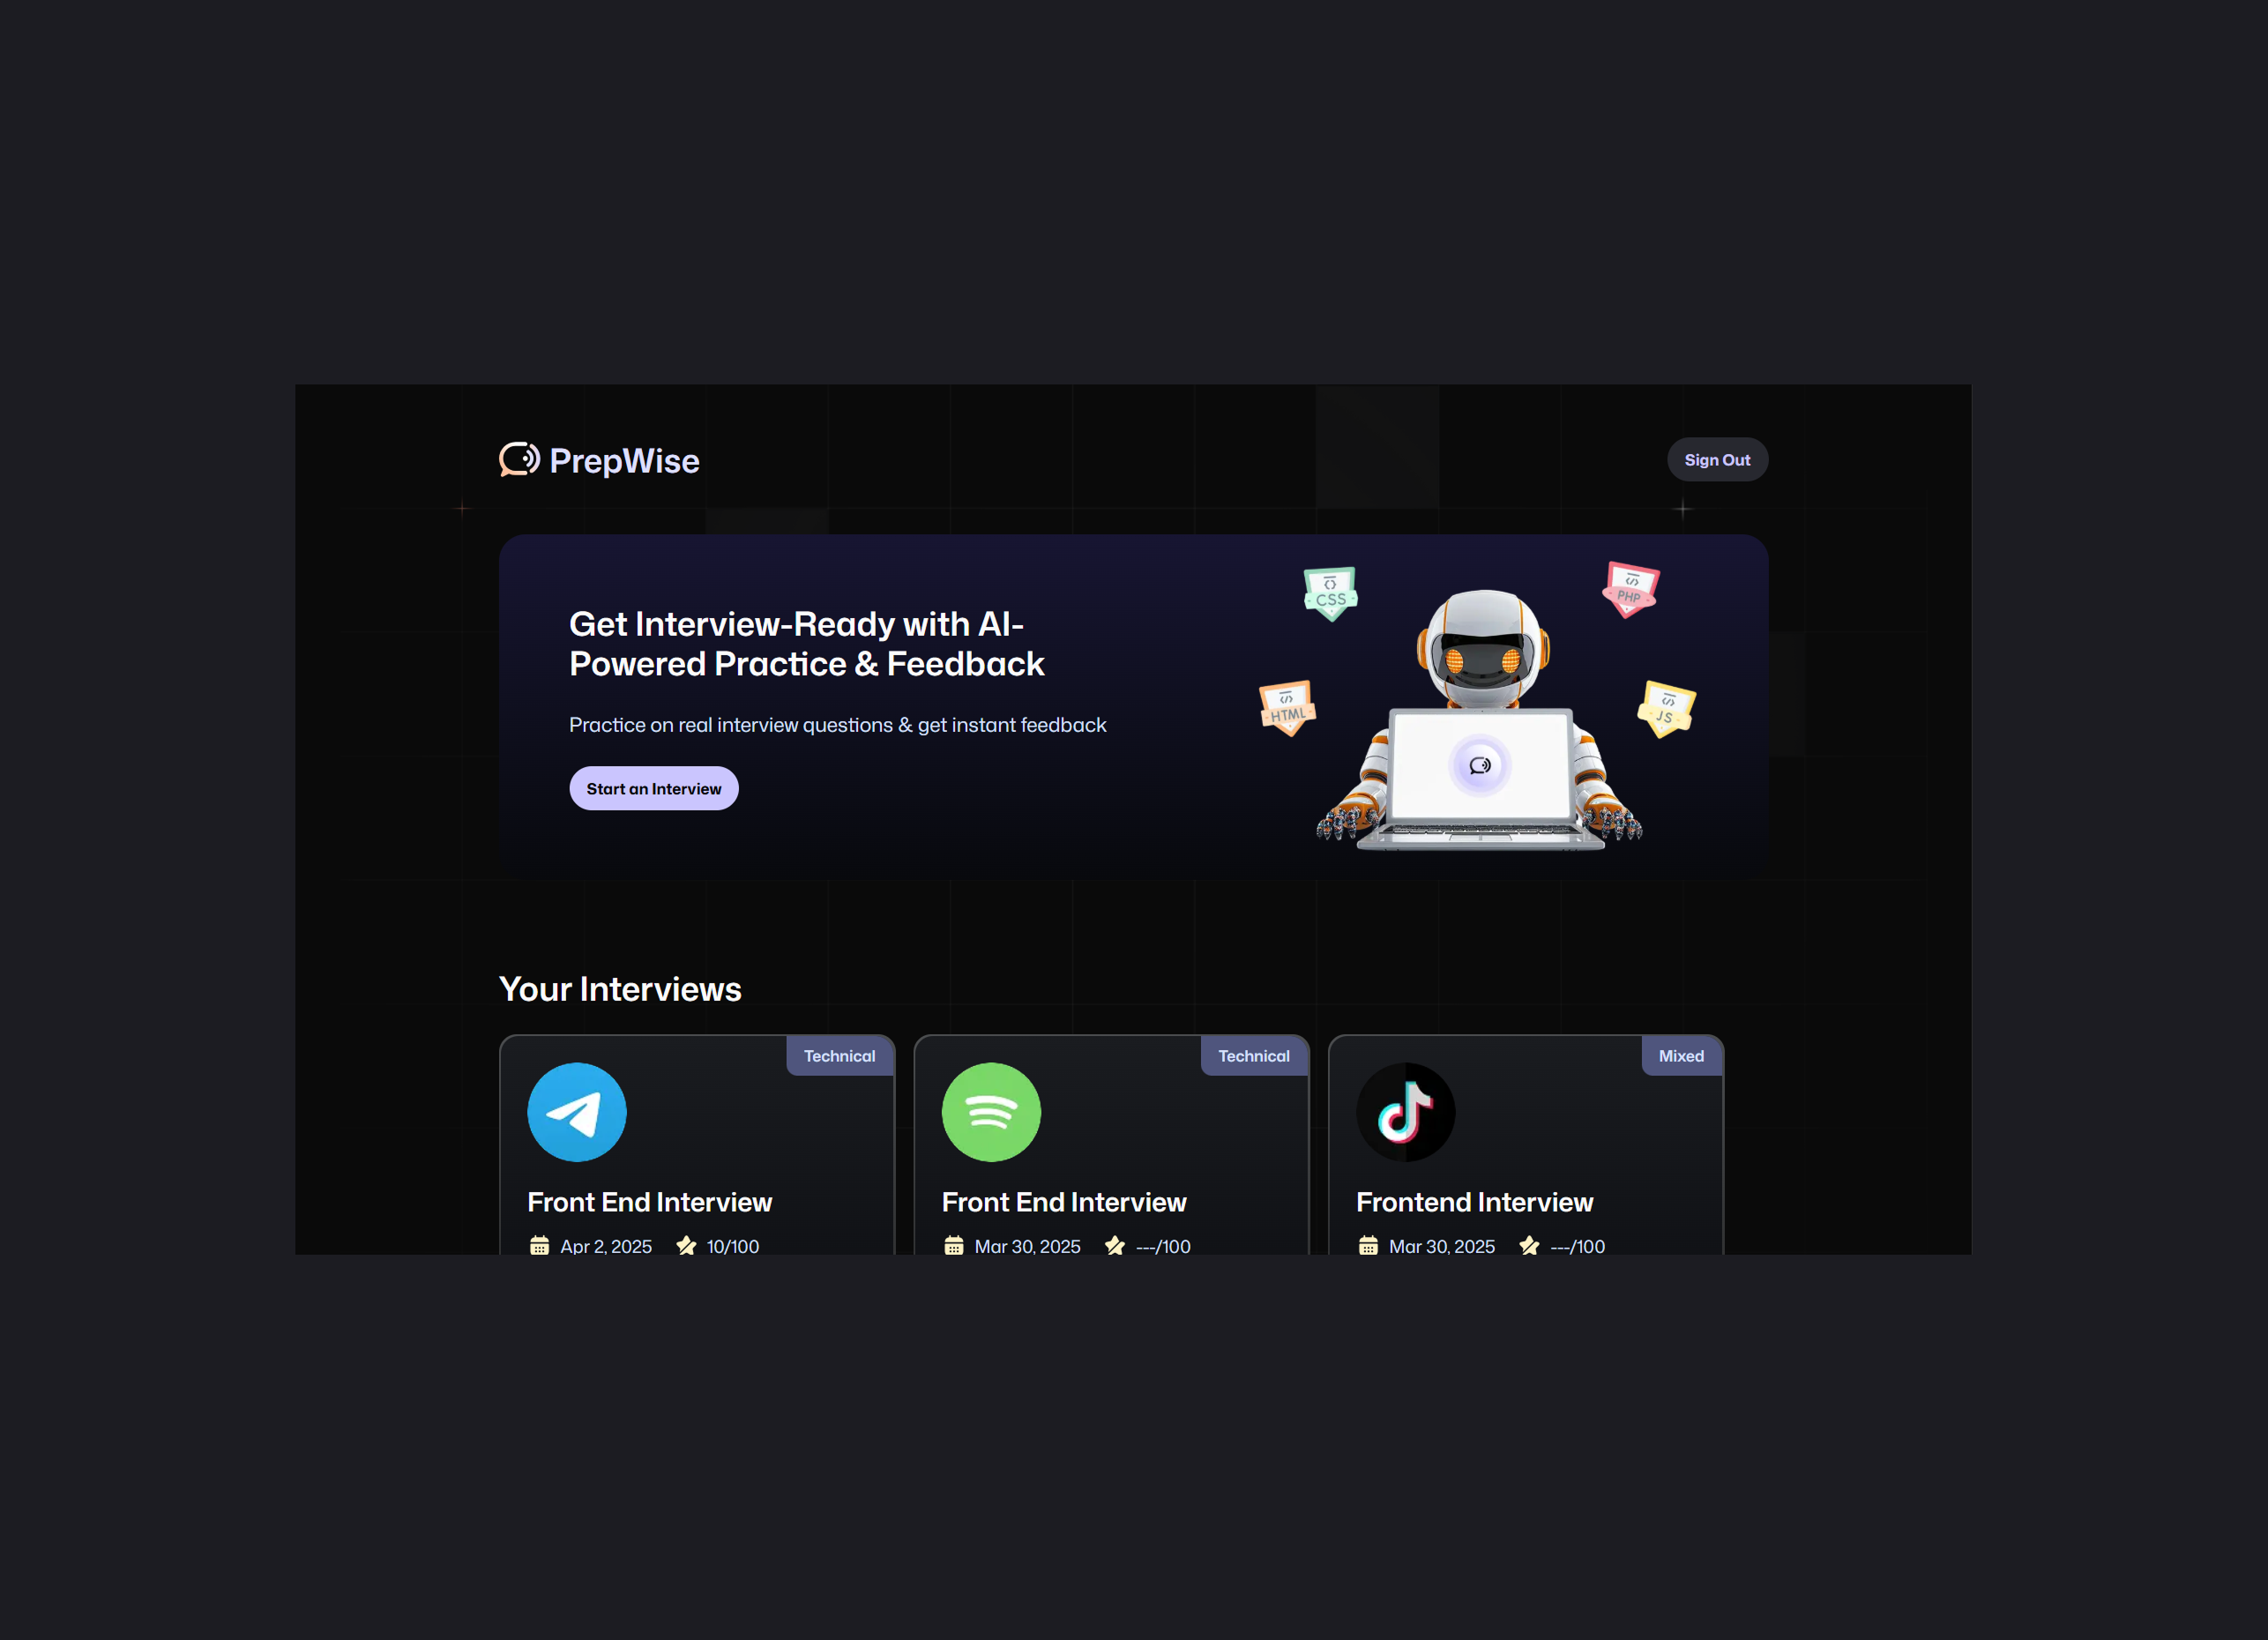 PrepWise
Sign Out
Get Interview-Ready with AI-
Powered Practice & Feedback
Practice on real interview questions & get instant feedback
Start an Interview
CSS
PHP
HTML
JS
Your Interviews
Technical
Front End Interview
Apr 2, 2025 10/100
Technical
Front End Interview
Mar 30, 2025 ---/100
Mixed
Frontend Interview
Mar 30, 2025 ---/100